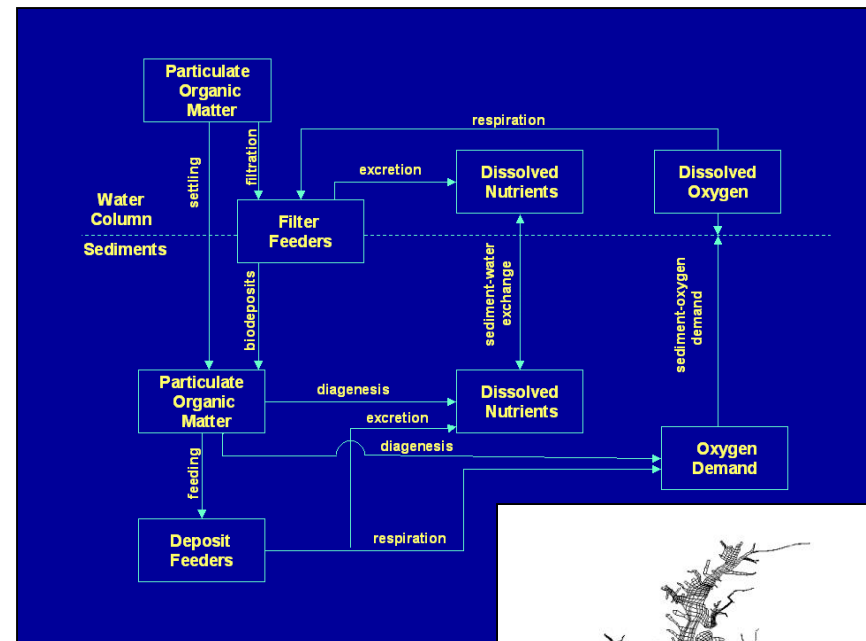 Particulate
Organic
Matter
respiration
settling
filtration
excretion
Dissolved
Nutrients
Dissolved
Oxygen
Water
Column
Filter
Feeders
Sediments
biodeposits
sediment-water
exchange
sediment-oxygen
demand
Particulate
Organic
Matter
diagenesis
Dissolved
Nutrients
excretion
diagenesis
Oxygen
Demand
feeding
Deposit
Feeders
respiration